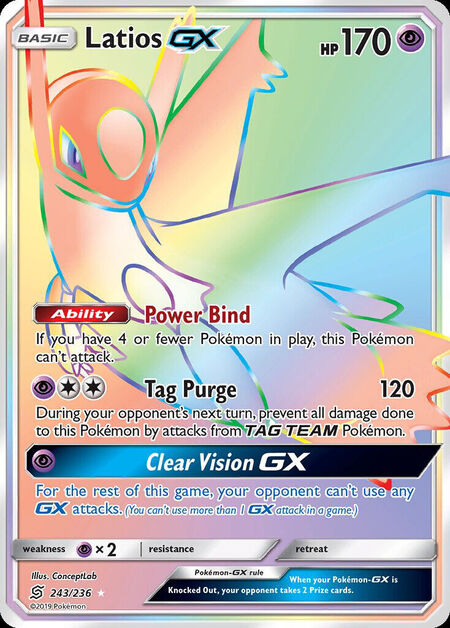 BASIC Latios GX HP 170
Ability Power Bind
If you have 4 or fewer Pokémon in play, this Pokémon
can't attack.
Tag Purge 120
During your opponent's next turn, prevent all damage done
to this Pokémon by attacks from TAG TEAM Pokémon.
Clear Vision GX
For the rest of this game, your opponent can't use any
GX attacks. (You can't use more than 1 GX attack in a game.)
weakness ×2 resistance retreat
Illus. ConceptLab
243/236
©2019 Pokémon
Pokémon-GX rule
When your Pokémon-GX is
Knocked Out, your opponent takes 2 Prize cards.